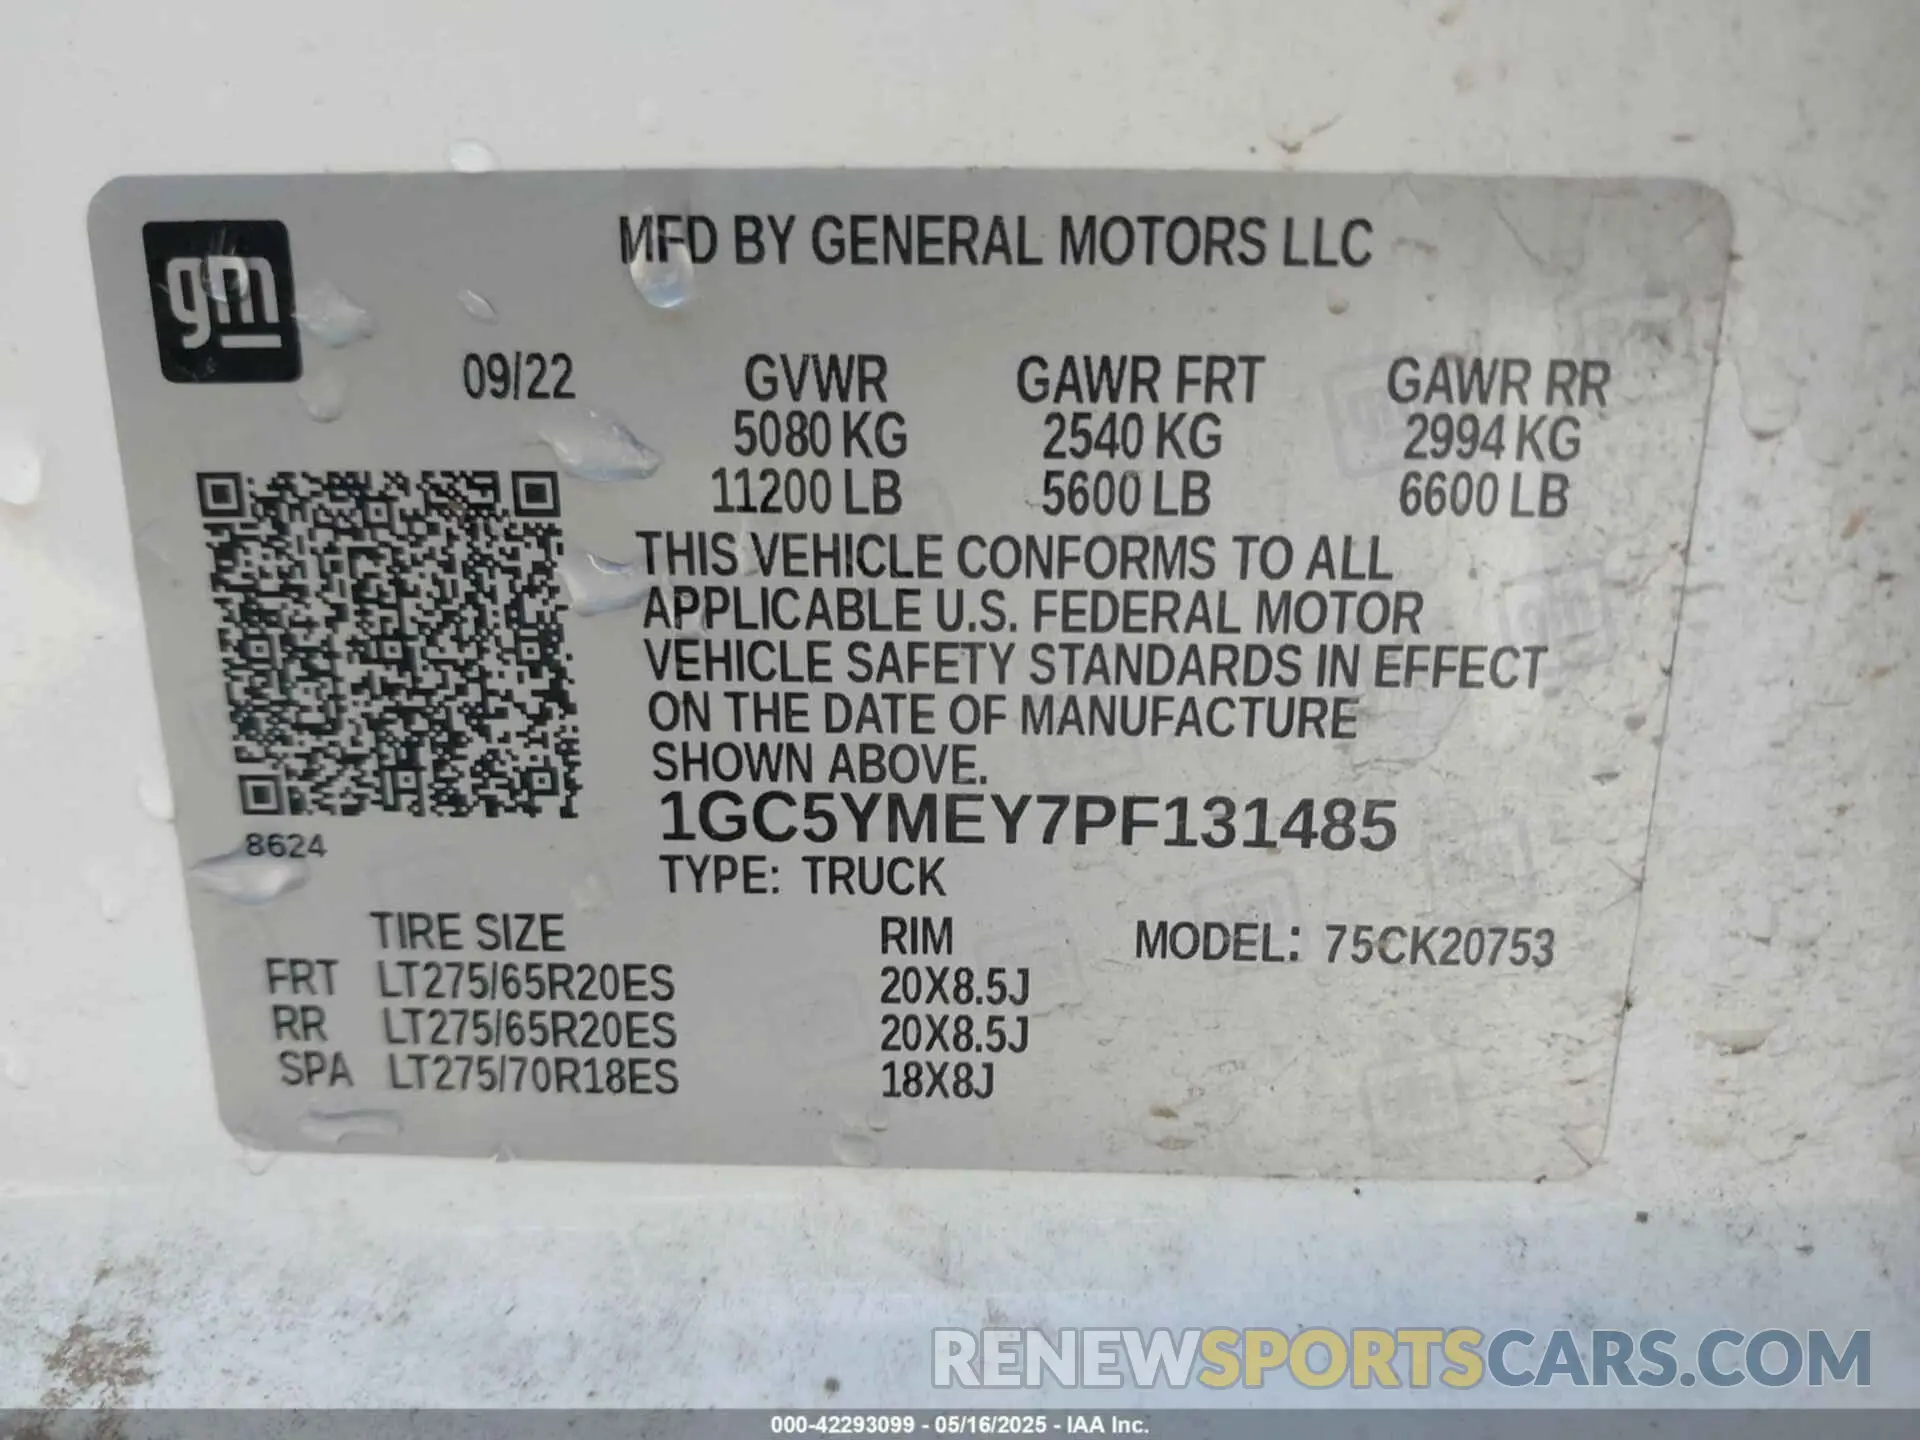 gm
MFD BY GENERAL MOTORS LLC
09/22 GVWR GAWR FRT GAWR RR
5080 KG 2540 KG 2994 KG
11200 LB 5600 LB 6600 LB
THIS VEHICLE CONFORMS TO ALL
APPLICABLE U.S. FEDERAL MOTOR
VEHICLE SAFETY STANDARDS IN EFFECT
ON THE DATE OF MANUFACTURE
SHOWN ABOVE.
1GC5YMEY7PF131485
8624
TYPE: TRUCK
TIRE SIZE RIM MODEL: 75CK20753
FRT LT275/65R20ES 20X8.5J
RR LT275/65R20ES 20X8.5J
SPA LT275/70R18ES 18X8J
RENEWSPORTSCARS.COM
000-42293099 - 05/16/2025 - IAA Inc.